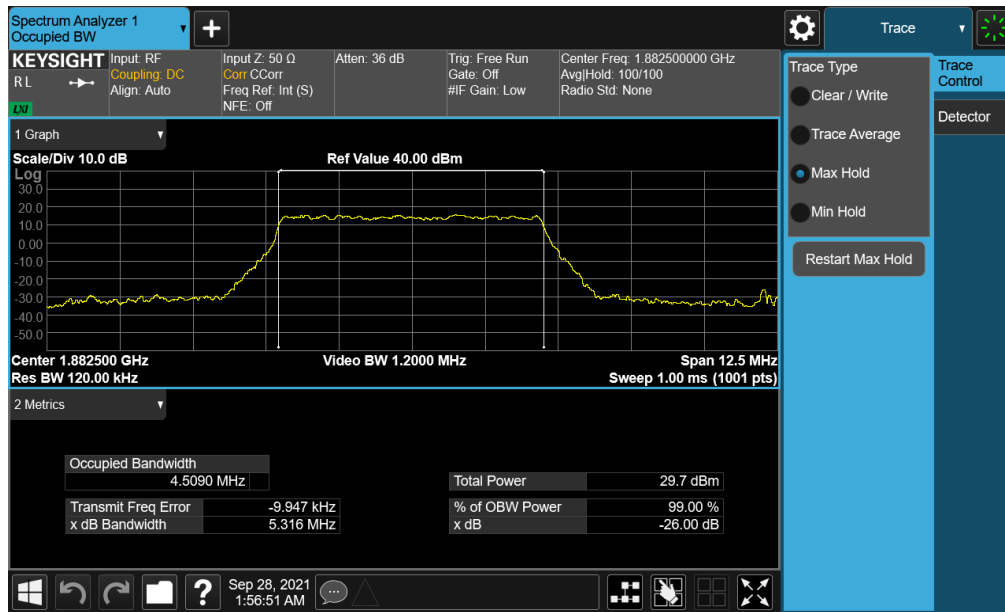 Spectrum Analyzer 1
Occupied BW
Trace
KEYSIGHT
RL
LXI
Input: RF
Coupling: DC
Align: Auto
Input Z: 50 Ω
Corr CCorr
Freq Ref: Int (S)
NFE: Off
Atten: 36 dB
Trig: Free Run
Gate: Off
#IF Gain: Low
Center Freq: 1.882500000 GHz
Avg|Hold: 100/100
Radio Std: None
Trace Type
Clear / Write
Trace Average
Max Hold
Min Hold
Restart Max Hold
Trace
Control
Detector
1 Graph
Scale/Div 10.0 dB
Ref Value 40.00 dBm
Log
30.0
20.0
10.0
0.00
-10.0
-20.0
-30.0
-40.0
-50.0
Center 1.882500 GHz
Video BW 1.2000 MHz
Span 12.5 MHz
Res BW 120.00 kHz
Sweep 1.00 ms (1001 pts)
2 Metrics
Occupied Bandwidth
4.5090 MHz
Total Power 29.7 dBm
Transmit Freq Error -9.947 kHz
% of OBW Power 99.00 %
x dB Bandwidth 5.316 MHz
x dB -26.00 dB
?
Sep 28, 2021
1:56:51 AM